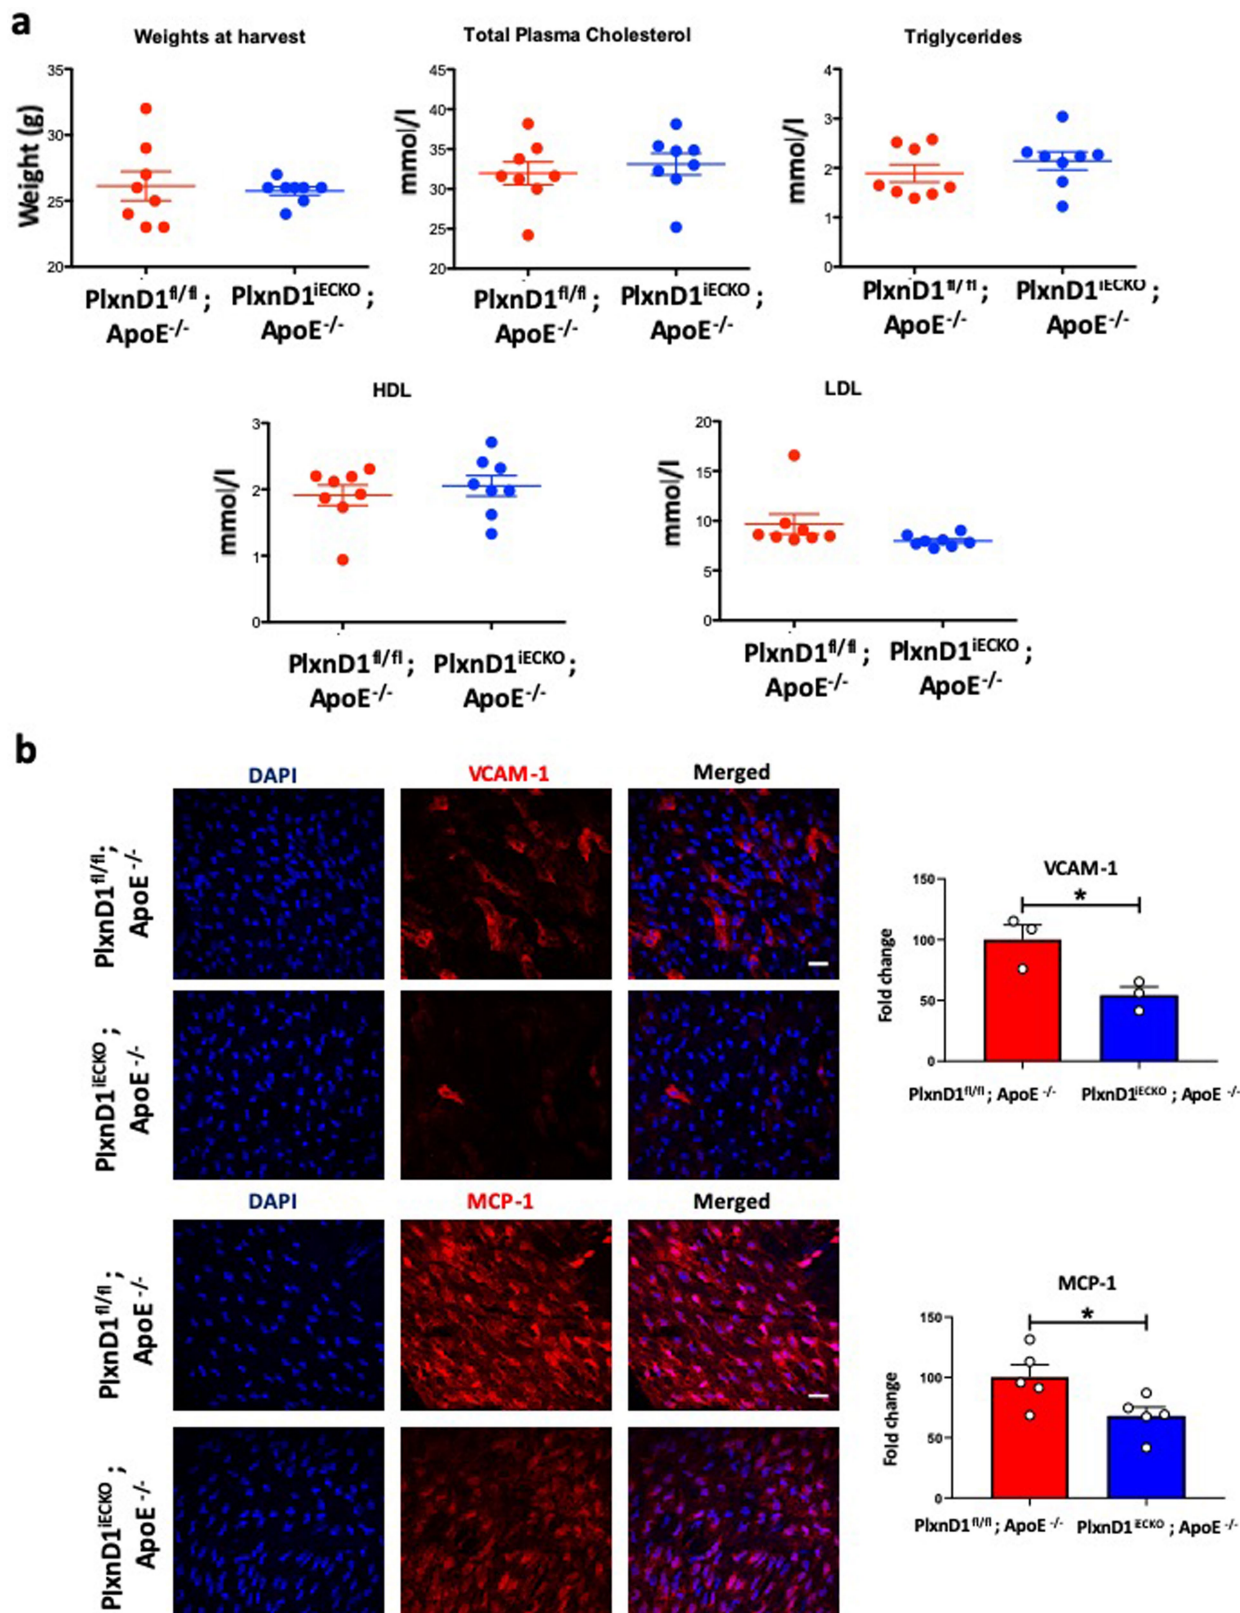 a
Weights at harvest
Total Plasma Cholesterol
Triglycerides
35
30
25
20
Weight (g)
45
40
35
30
25
20
mmol/l
4
3
2
1
0
mmol/l
PlxnD1fl/fl ;
ApoE-/-
PlxnD1iECKO ;
ApoE-/-
PlxnD1fl/fl ;
ApoE-/-
PlxnD1iECKO ;
ApoE-/-
PlxnD1fl/fl ;
ApoE-/-
PlxnD1iECKO ;
ApoE-/-
HDL
LDL
3
2
1
0
mmol/l
20
15
10
5
0
mmol/l
PlxnD1fl/fl ;
ApoE-/-
PlxnD1iECKO ;
ApoE-/-
PlxnD1fl/fl ;
ApoE-/-
PlxnD1iECKO ;
ApoE-/-
b
DAPI
VCAM-1
Merged
PlxnD1fl/fl;
ApoE -/-
PlxnD1iECKO ;
ApoE -/-
VCAM-1
*
150
100
50
0
Fold change
PlxnD1fl/fl ; ApoE -/-
PlxnD1iECKO ; ApoE -/-
DAPI
MCP-1
Merged
PlxnD1fl/fl ;
ApoE -/-
PlxnD1iECKO ;
ApoE -/-
MCP-1
*
150
100
50
0
Fold change
PlxnD1fl/fl ; ApoE -/-
PlxnD1iECKO ; ApoE -/-